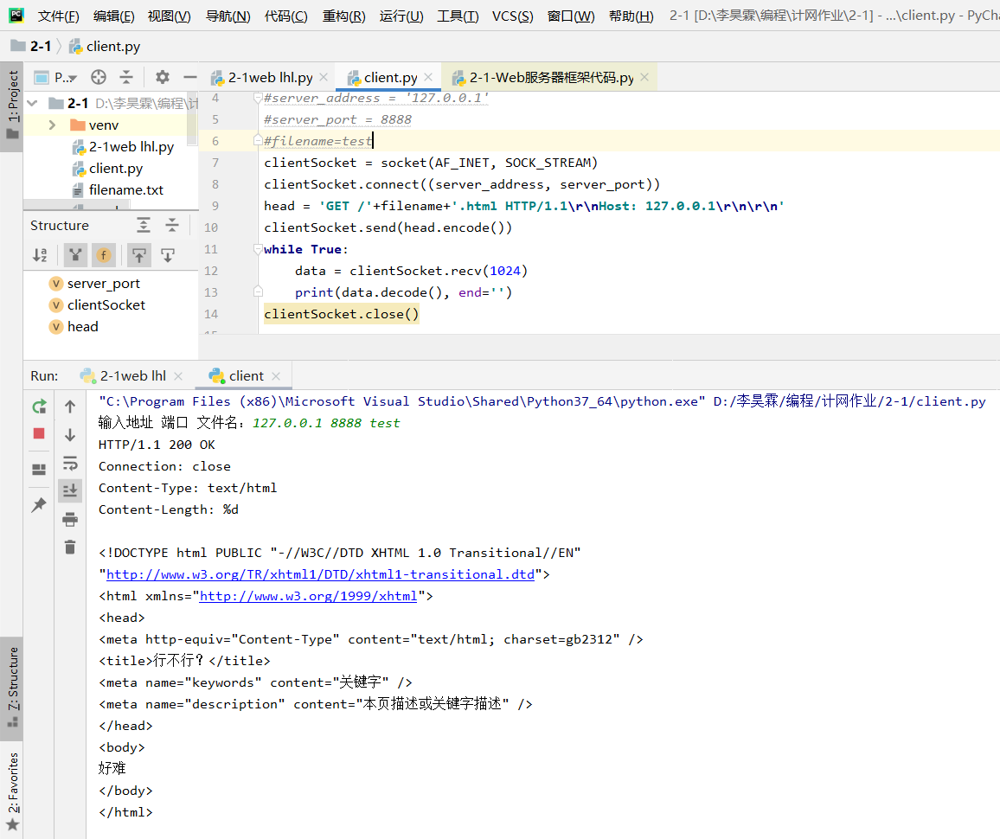 PC 文件(F) 编辑(E) 视图(V) 导航(N) 代码(C) 重构(R) 运行(U) 工具(T) VCS(S) 窗口(W) 帮助(H) 2-1 [D:\李昊霖\编程\计网作业\2-1] - ...\client.py - PyCha
2-1 client.py
1: Project
P... 2-1web lhl.py client.py 2-1-Web服务器框架代码.py
2-1 D:\李昊霖\编程\计
venv
2-1web lhl.py
client.py
filename.txt
4 #server_address = '127.0.0.1'
5 #server_port = 8888
6 #filename=test
7 clientSocket = socket(AF_INET, SOCK_STREAM)
8 clientSocket.connect((server_address, server_port))
9 head = 'GET /'+filename+'.html HTTP/1.1\r\nHost: 127.0.0.1\r\n\r\n'
10 clientSocket.send(head.encode())
11 while True:
12 data = clientSocket.recv(1024)
13 print(data.decode(), end='')
14 clientSocket.close()
Structure
server_port
clientSocket
head
Run: 2-1web lhl client
"C:\Program Files (x86)\Microsoft Visual Studio\Shared\Python37_64\python.exe" D:/李昊霖/编程/计网作业/2-1/client.py
输入地址 端口 文件名：127.0.0.1 8888 test
HTTP/1.1 200 OK
Connection: close
Content-Type: text/html
Content-Length: %d
<!DOCTYPE html PUBLIC "-//W3C//DTD XHTML 1.0 Transitional//EN"
"http://www.w3.org/TR/xhtml1/DTD/xhtml1-transitional.dtd">
<html xmlns="http://www.w3.org/1999/xhtml">
<head>
<meta http-equiv="Content-Type" content="text/html; charset=gb2312" />
<title>行不行？</title>
<meta name="keywords" content="关键字" />
<meta name="description" content="本页描述或关键字描述" />
</head>
<body>
好难
</body>
</html>
7: Structure
2: Favorites